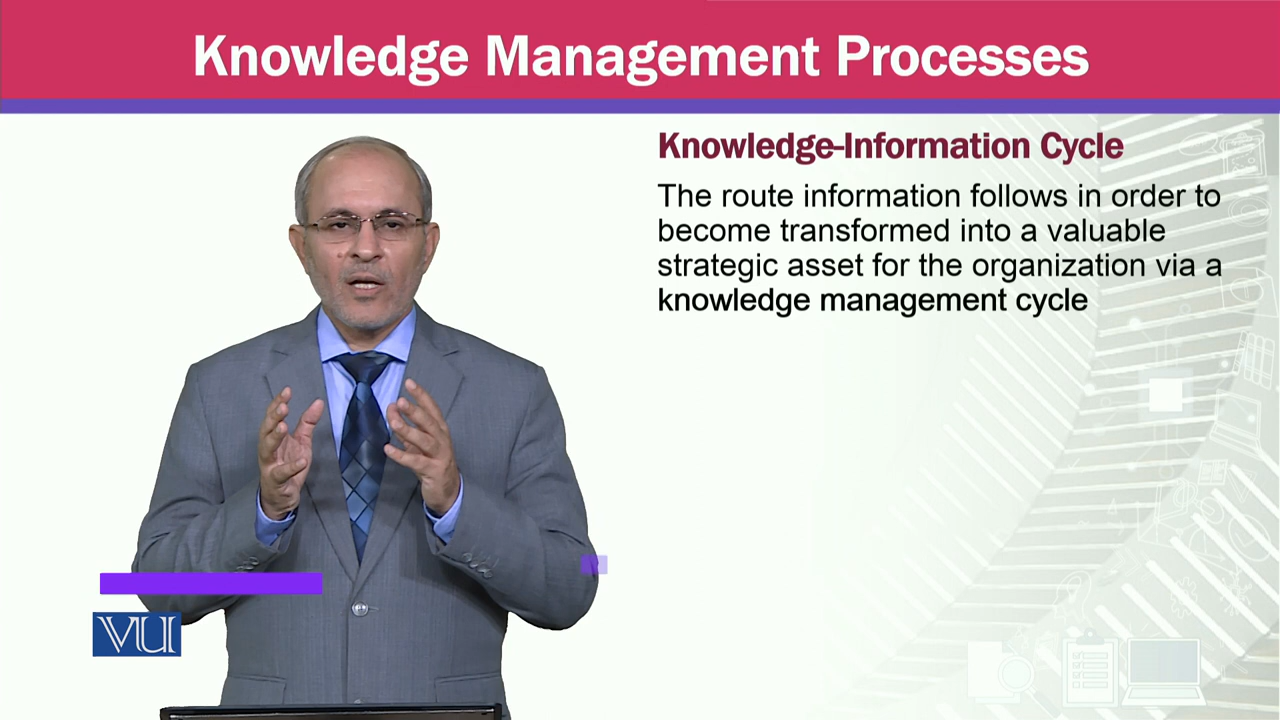 Knowledge Management Processes
Knowledge-Information Cycle
The route information follows in order to
become transformed into a valuable
strategic asset for the organization via a
knowledge management cycle
VU